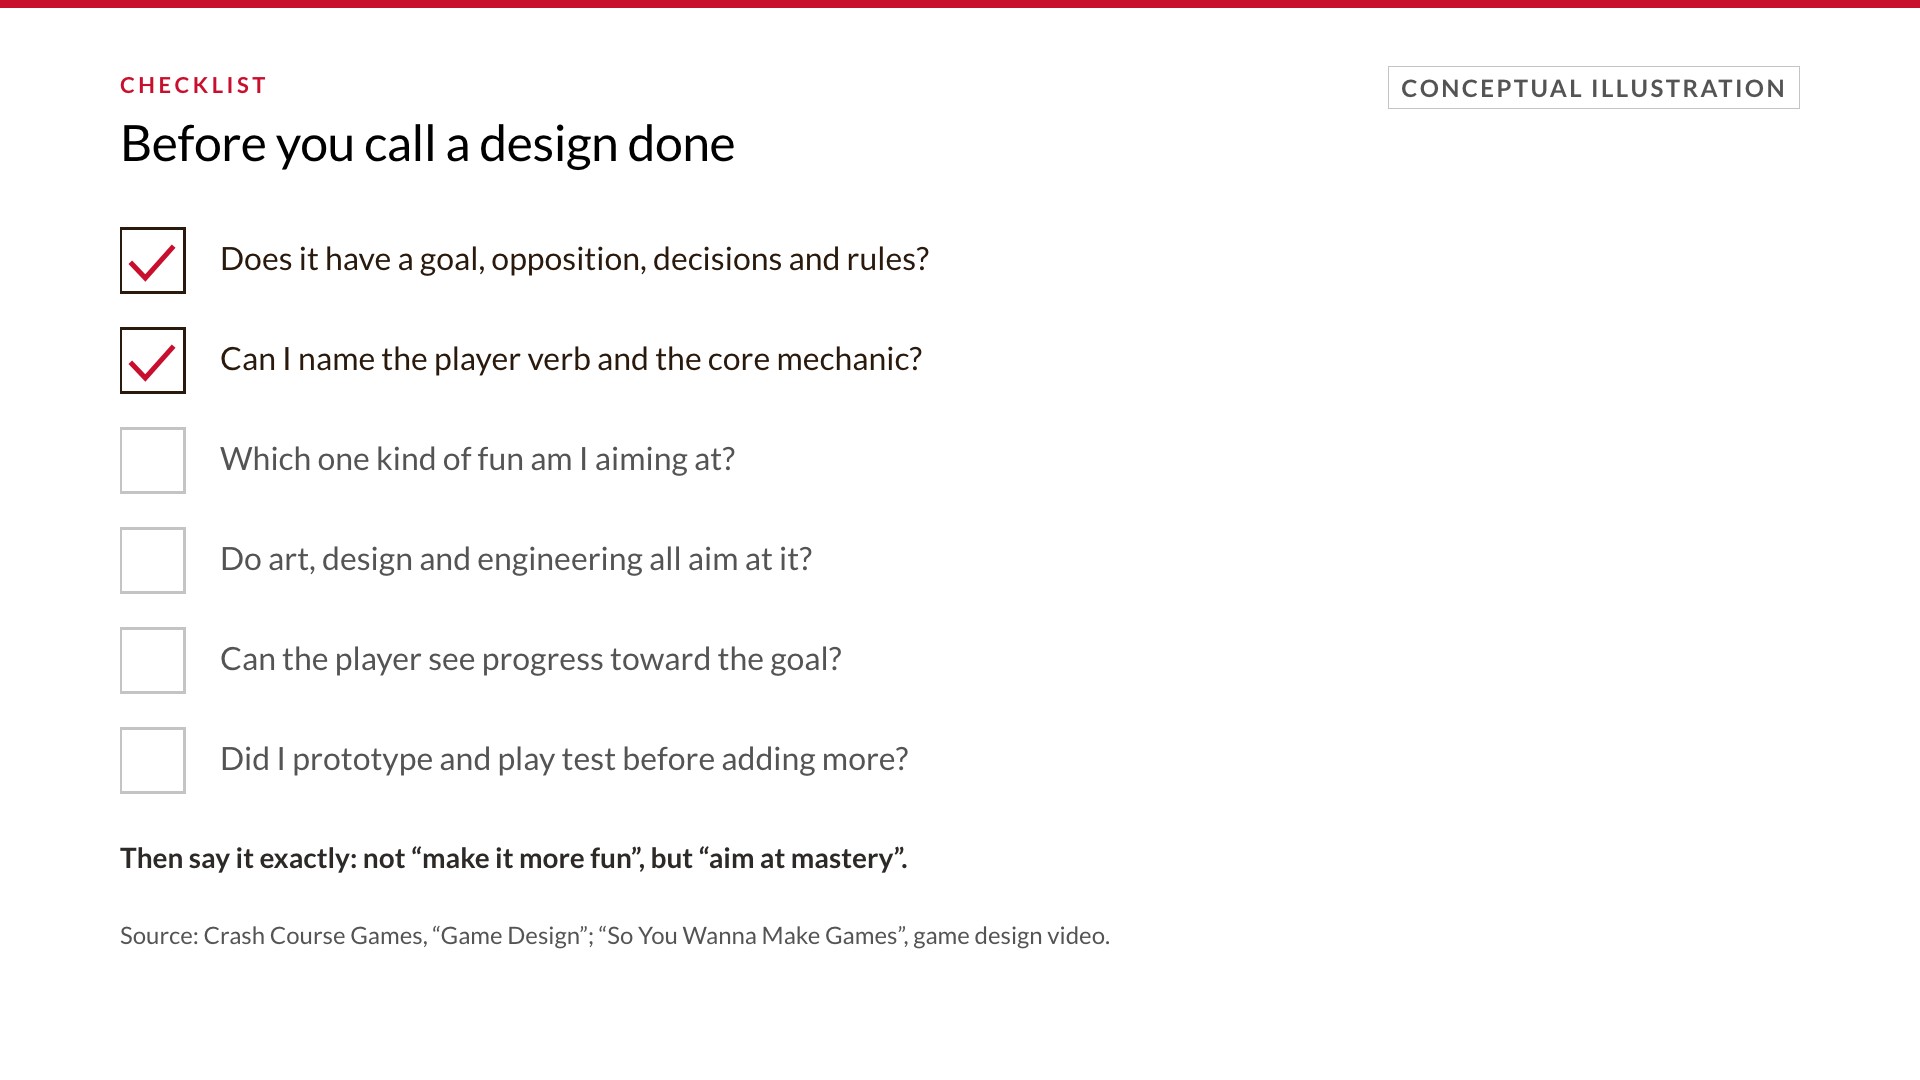 CHECKLIST
CONCEPTUAL ILLUSTRATION
Before you call a design done
Does it have a goal, opposition, decisions and rules?
Can I name the player verb and the core mechanic?
Which one kind of fun am I aiming at?
Do art, design and engineering all aim at it?
Can the player see progress toward the goal?
Did I prototype and play test before adding more?
Then say it exactly: not “make it more fun”, but “aim at mastery”.
Source: Crash Course Games, “Game Design”; “So You Wanna Make Games”, game design video.